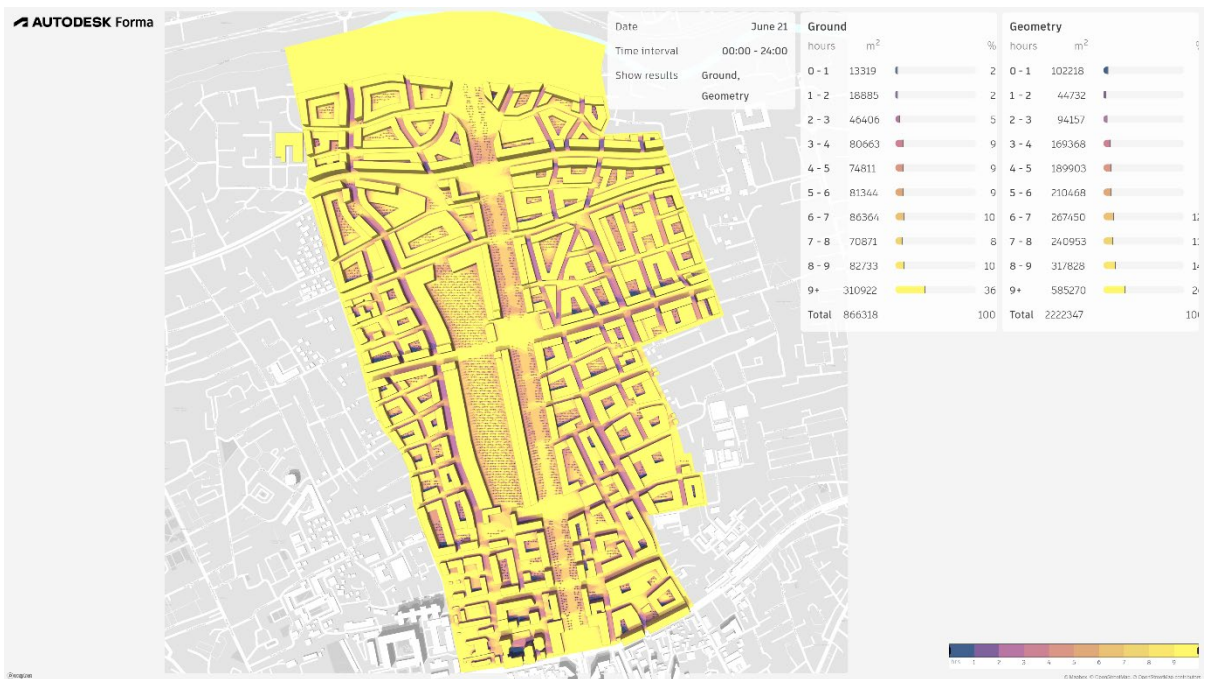 AUTODESK Forma
Date June 21
Time interval 00:00 - 24:00
Show results Ground,
Geometry
Ground
hours m² %
0 - 1 13319 2
1 - 2 18885 2
2 - 3 46406 5
3 - 4 80663 9
4 - 5 74811 9
5 - 6 81344 9
6 - 7 86364 10
7 - 8 70871 8
8 - 9 82733 10
9+ 310922 36
Total 866318 100
Geometry
hours m²
0 - 1 102218
1 - 2 44732
2 - 3 94157
3 - 4 169368
4 - 5 189903
5 - 6 210468
6 - 7 267450
7 - 8 240953
8 - 9 317828
9+ 585270
Total 2222347
1 2 3 4 5 6 7 8 9
© Mapbox, © OpenStreetMap, © OpenStreetMap contributors